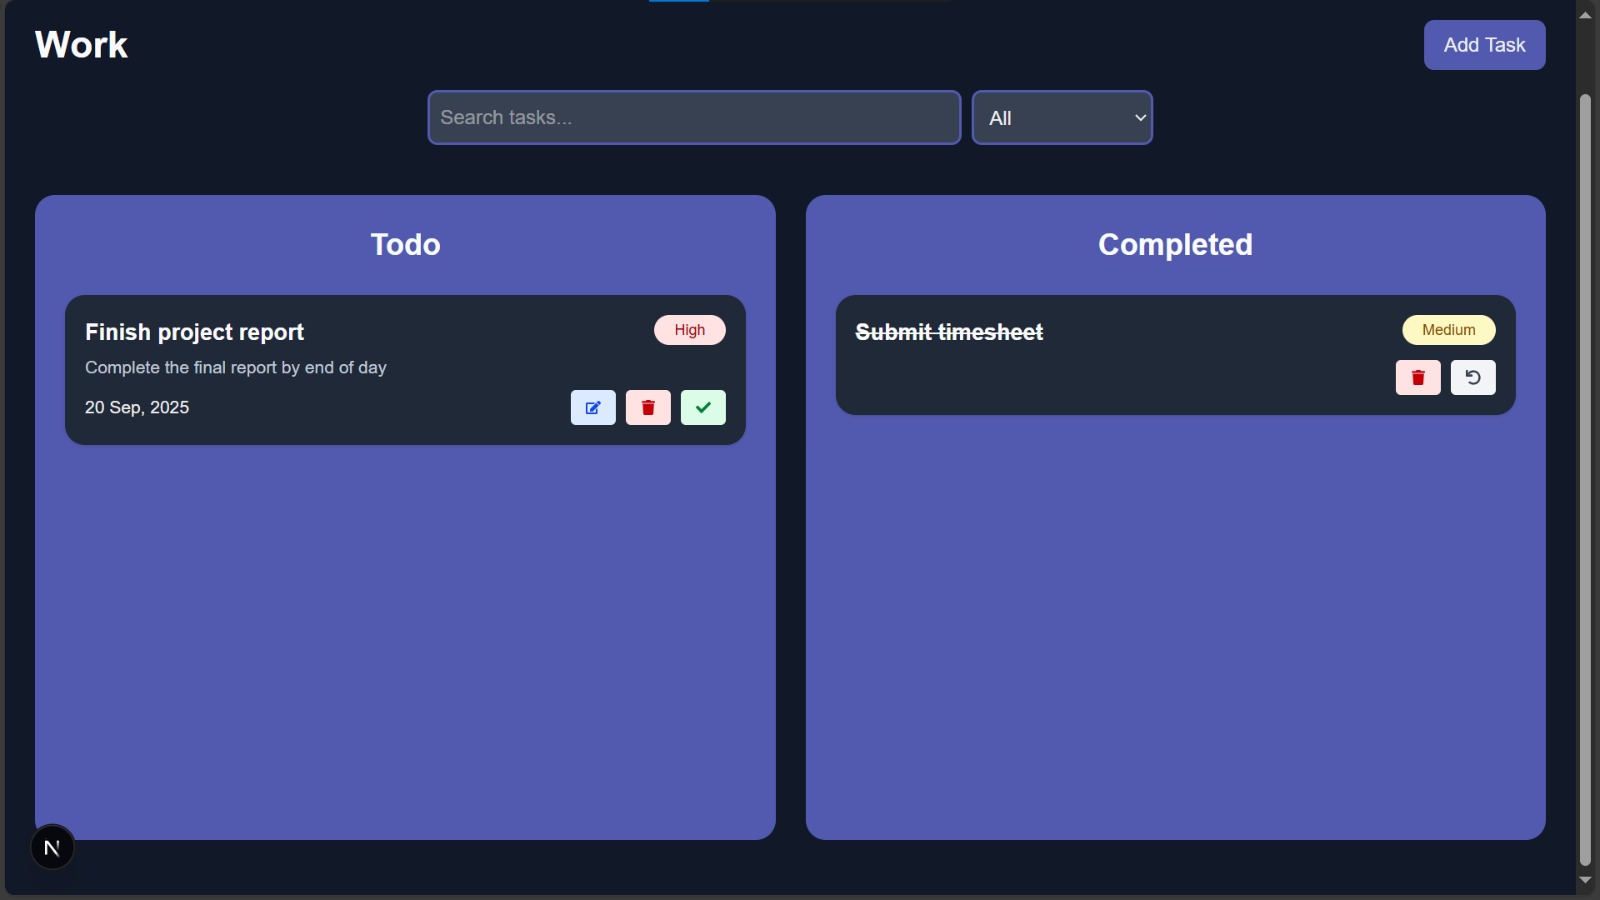 Work
Add Task
Search tasks...
All
Todo
Finish project report
High
Complete the final report by end of day
20 Sep, 2025
Completed
Submit timesheet
Medium
N